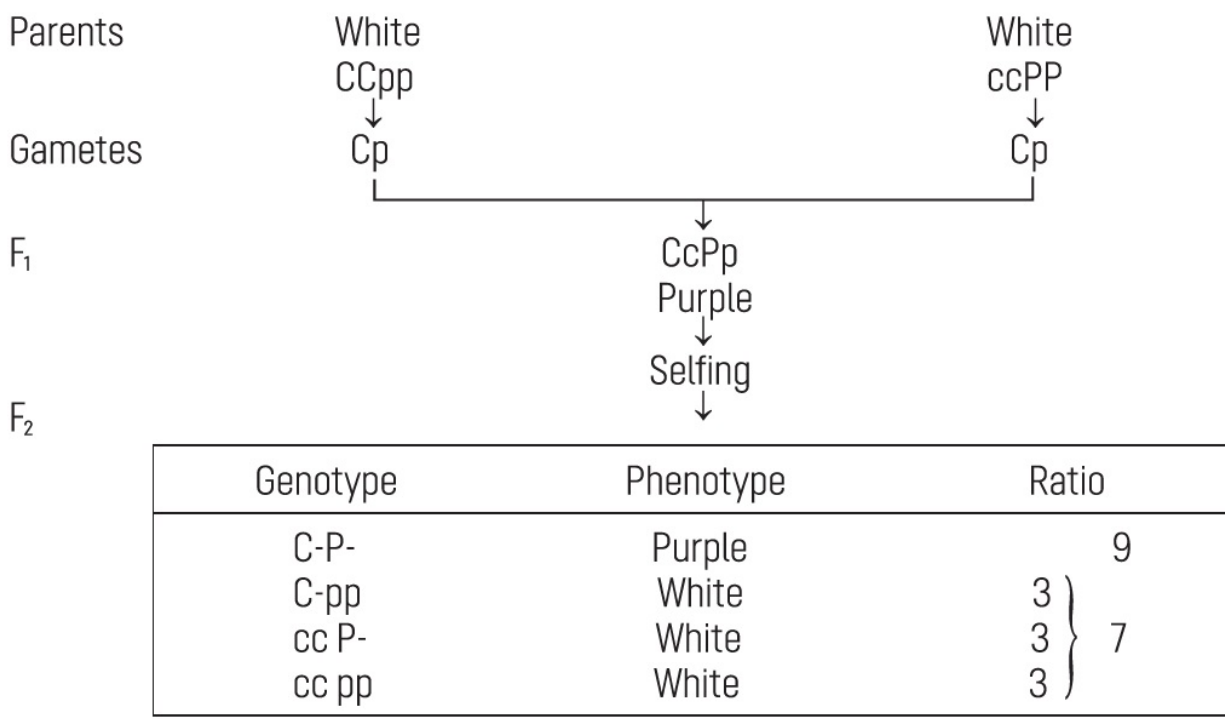 Parents White White
CCpp ccPP
Gametes Cp Cp
F₁ CcPp
Purple
Selfing
F₂
Genotype Phenotype Ratio
C-P- Purple 9
C-pp White 3
cc P- White 3 7
cc pp White 3